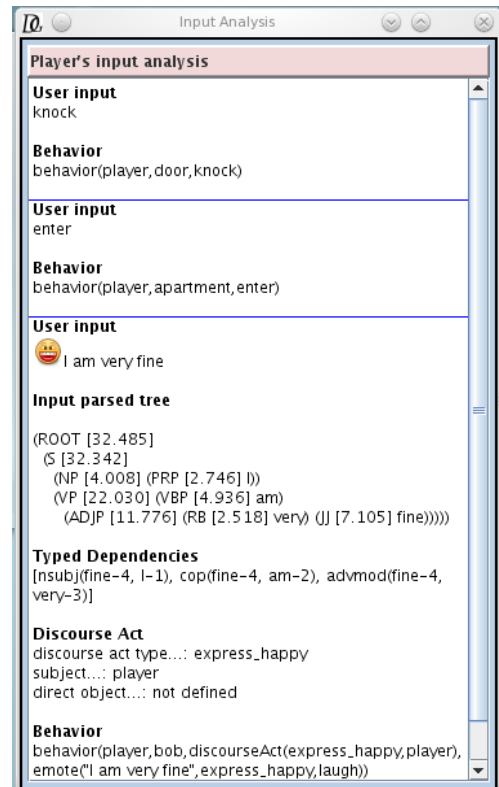 Input Analysis
Player's input analysis
User input
knock
Behavior
behavior(player,door,knock)
User input
enter
Behavior
behavior(player,apartment,enter)
User input
I am very fine
Input parsed tree
(ROOT [32.485]
(S [32.342]
(NP [4.008] (PRP [2.746] I))
(VP [22.030] (VBP [4.936] am)
(ADJP [11.776] (RB [2.518] very) (JJ [7.105] fine)))))
Typed Dependencies
[nsubj(fine-4, I-1), cop(fine-4, am-2), advmod(fine-4,
very-3)]
Discourse Act
discourse act type...: express_happy
subject...: player
direct object...: not defined
Behavior
behavior(player,bob,discourseAct(express_happy,player),
emote("I am very fine",express_happy,laugh))